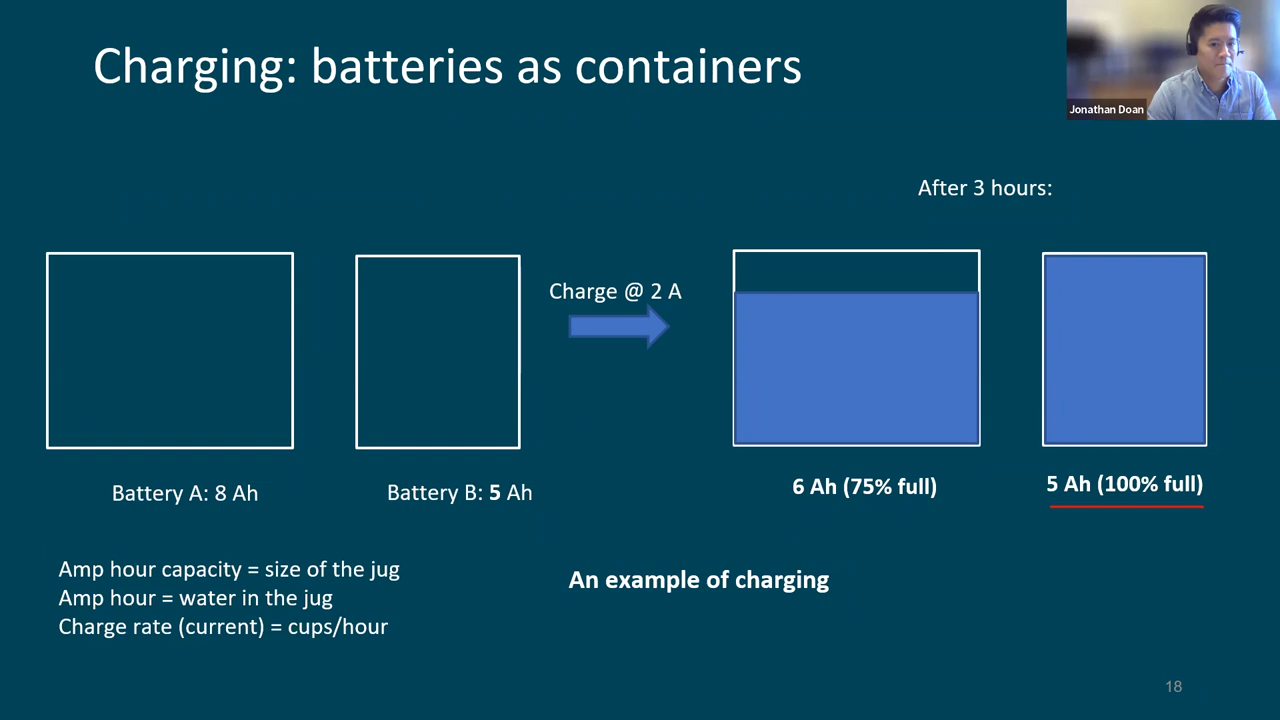 Charging: batteries as containers
Jonathan Doan
After 3 hours:
Charge @ 2 A
Battery A: 8 Ah
Battery B: 5 Ah
6 Ah (75% full)
5 Ah (100% full)
Amp hour capacity = size of the jug
Amp hour = water in the jug
Charge rate (current) = cups/hour
An example of charging
18